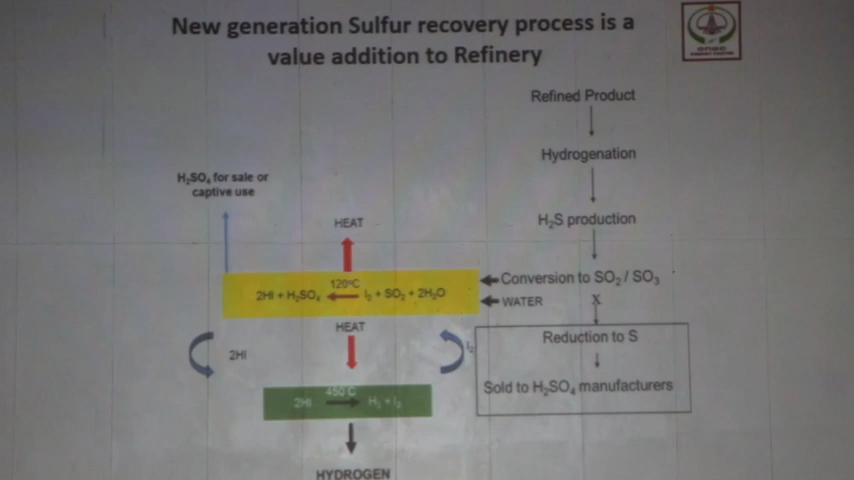 New generation Sulfur recovery process is a
value addition to Refinery
ongc
Refined Product
Hydrogenation
H₂S production
H₂SO₄ for sale or
captive use
HEAT
Conversion to SO₂ / SO₃
120°C
2HI + H₂SO₄ I₂ + SO₂ + 2H₂O
WATER
X
HEAT
Reduction to S
2HI
I₂
Sold to H₂SO₄ manufacturers
450°C
2HI H₂ + I₂
HYDROGEN